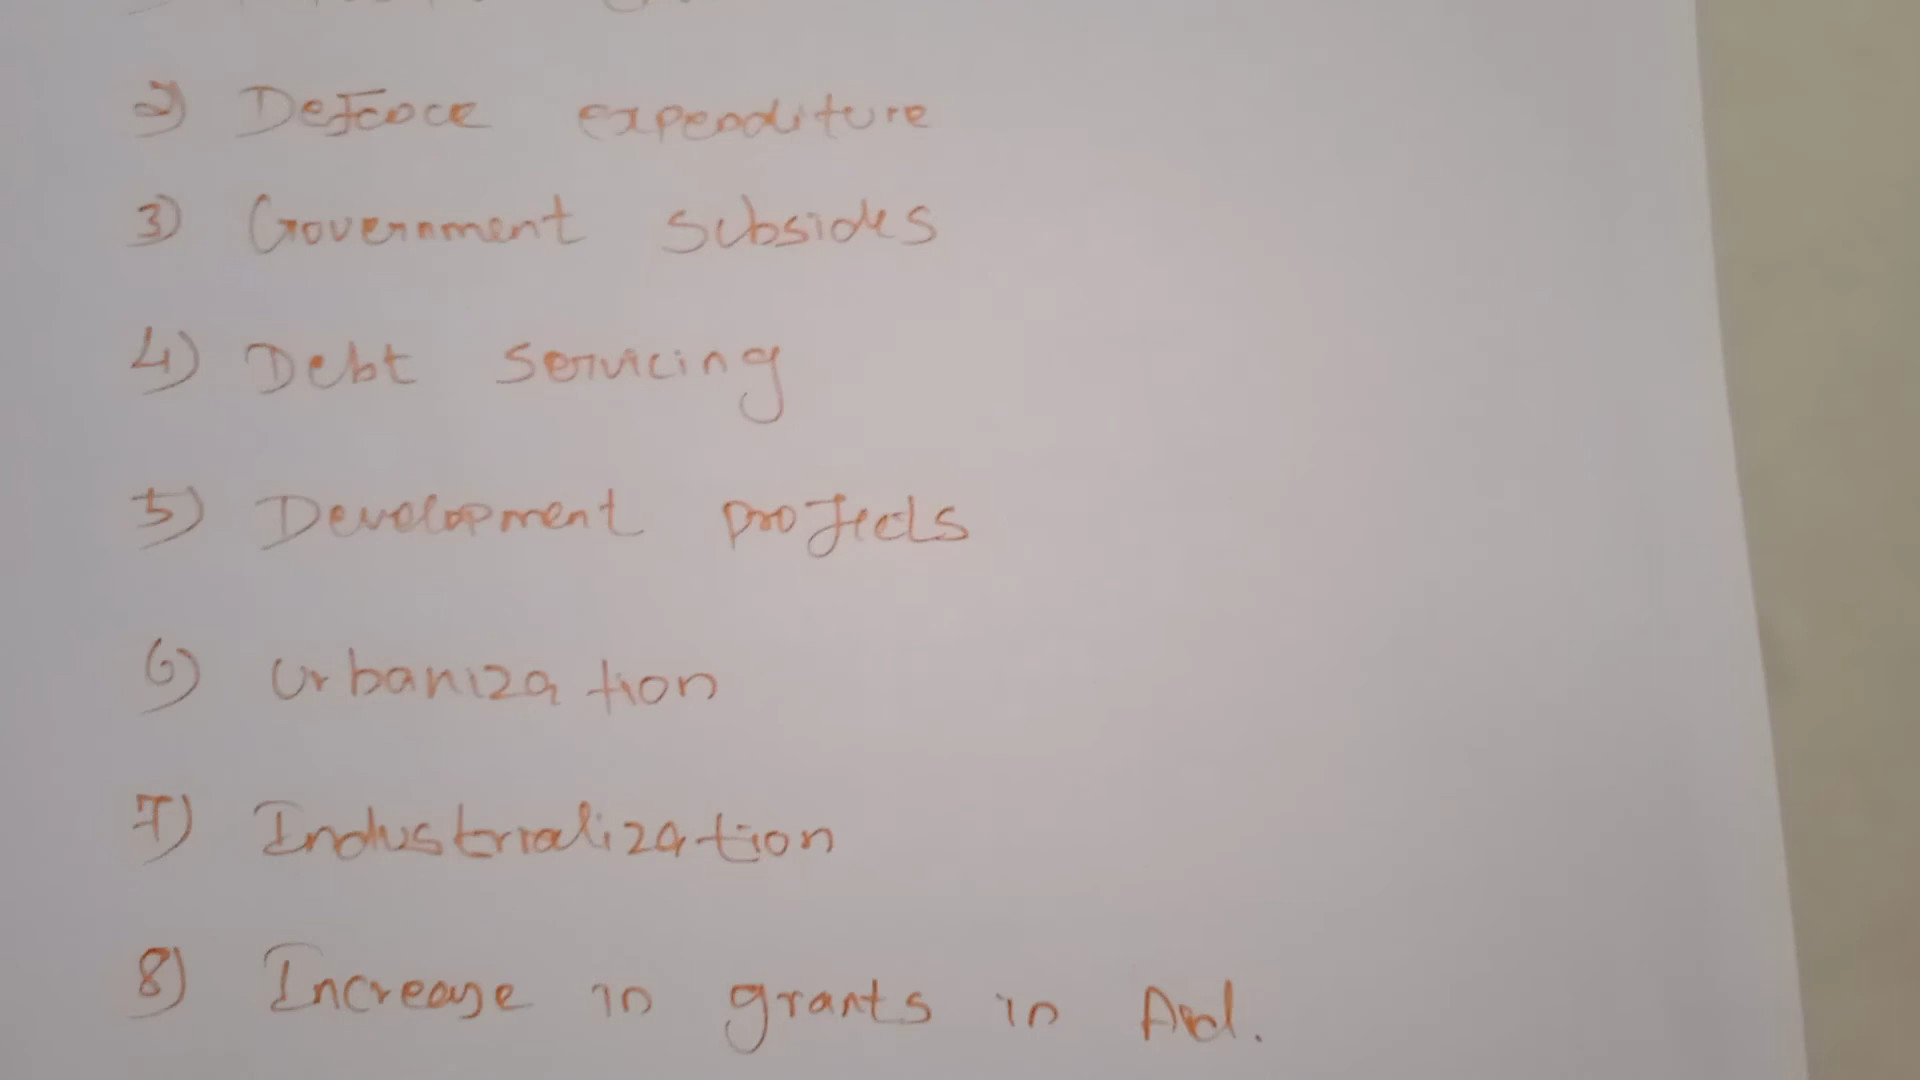 2) Defence expenditure
3) Government Subsides
4) Debt Servicing
5) Development projects
6) Urbanization
7) Industrialization
8) Increase in grants in Aid.